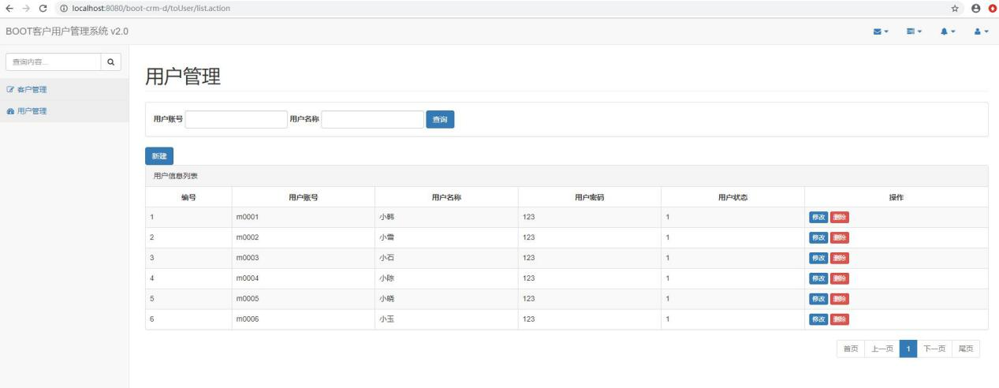 localhost:8080/boot-crm-d/toUser/list.action
BOOT客户用户管理系统 v2.0
查询内容...
客户管理
用户管理
用户管理
用户账号 用户名称 查询
新建
用户信息列表
编号 用户账号 用户名称 用户密码 用户状态 操作
1 m0001 小韩 123 1 修改 删除
2 m0002 小雪 123 1 修改 删除
3 m0003 小石 123 1 修改 删除
4 m0004 小陈 123 1 修改 删除
5 m0005 小晓 123 1 修改 删除
6 m0006 小玉 123 1 修改 删除
首页 上一页 1 下一页 尾页